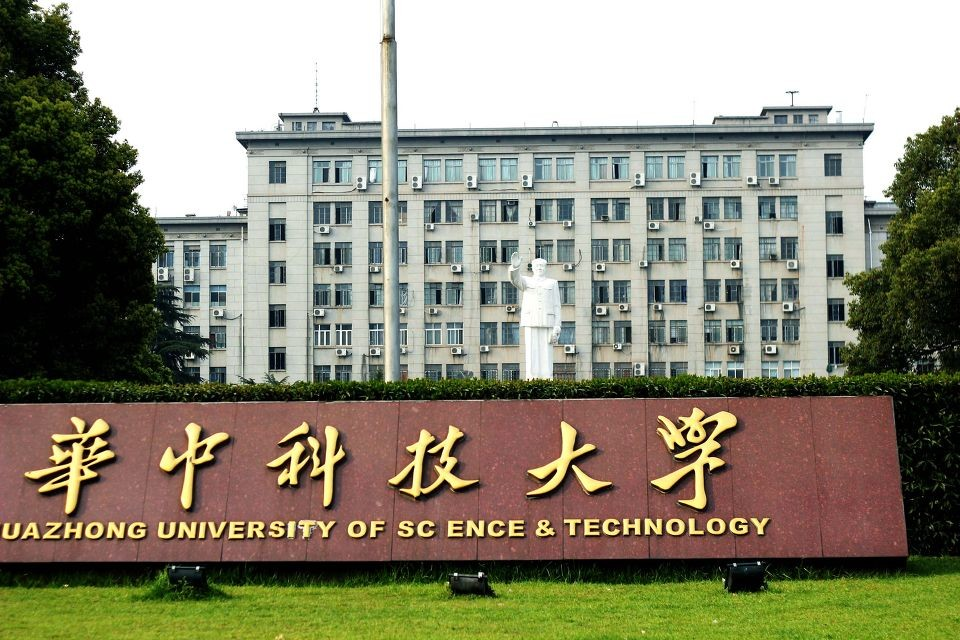 華中科技大学
UAZHONG UNIVERSITY OF SC ENCE & TECHNOLOGY